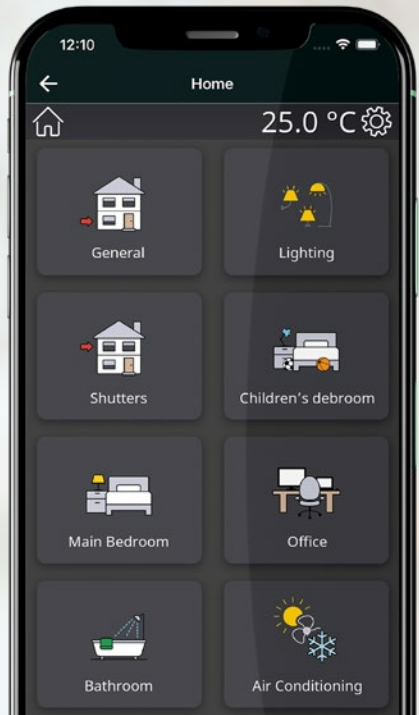 12:10
Home
25.0 °C
General
Lighting
Shutters
Children's debroom
Main Bedroom
Office
Bathroom
Air Conditioning